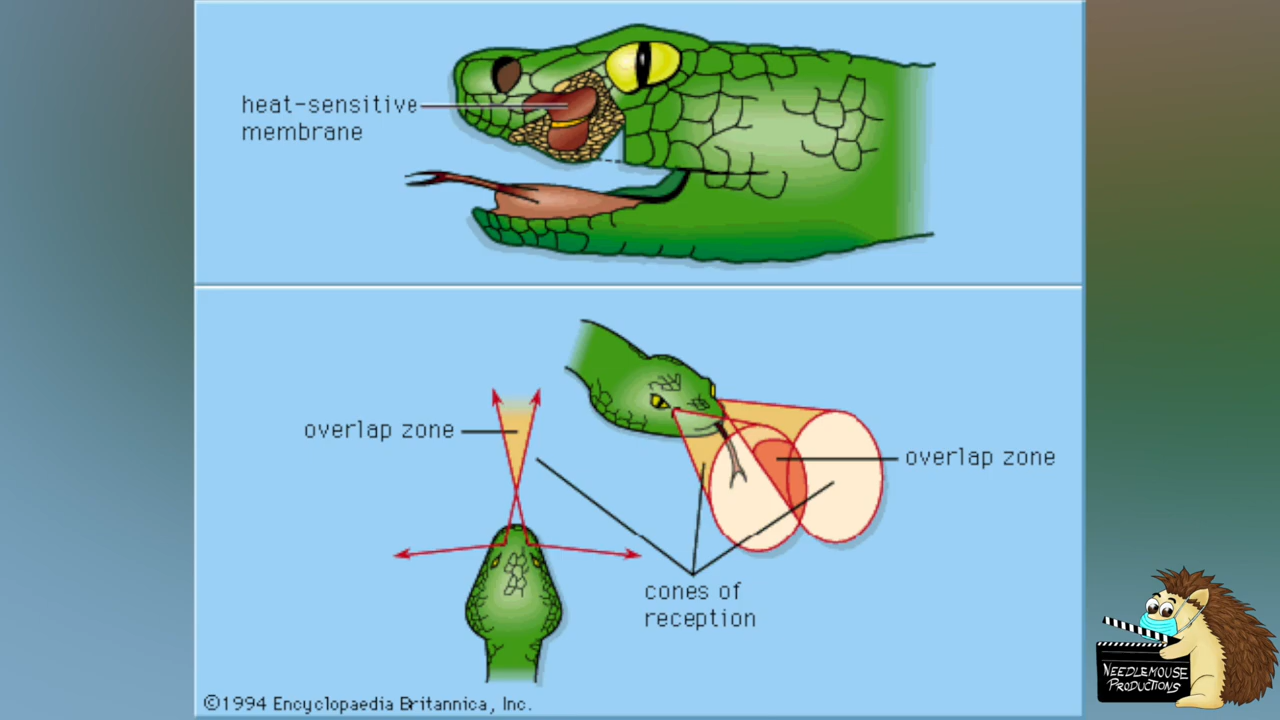 heat-sensitive
membrane
overlap zone
overlap zone
cones of
reception
©1994 Encyclopaedia Britannica, Inc.
NEEDLEMOUSE
PRODUCTIONS